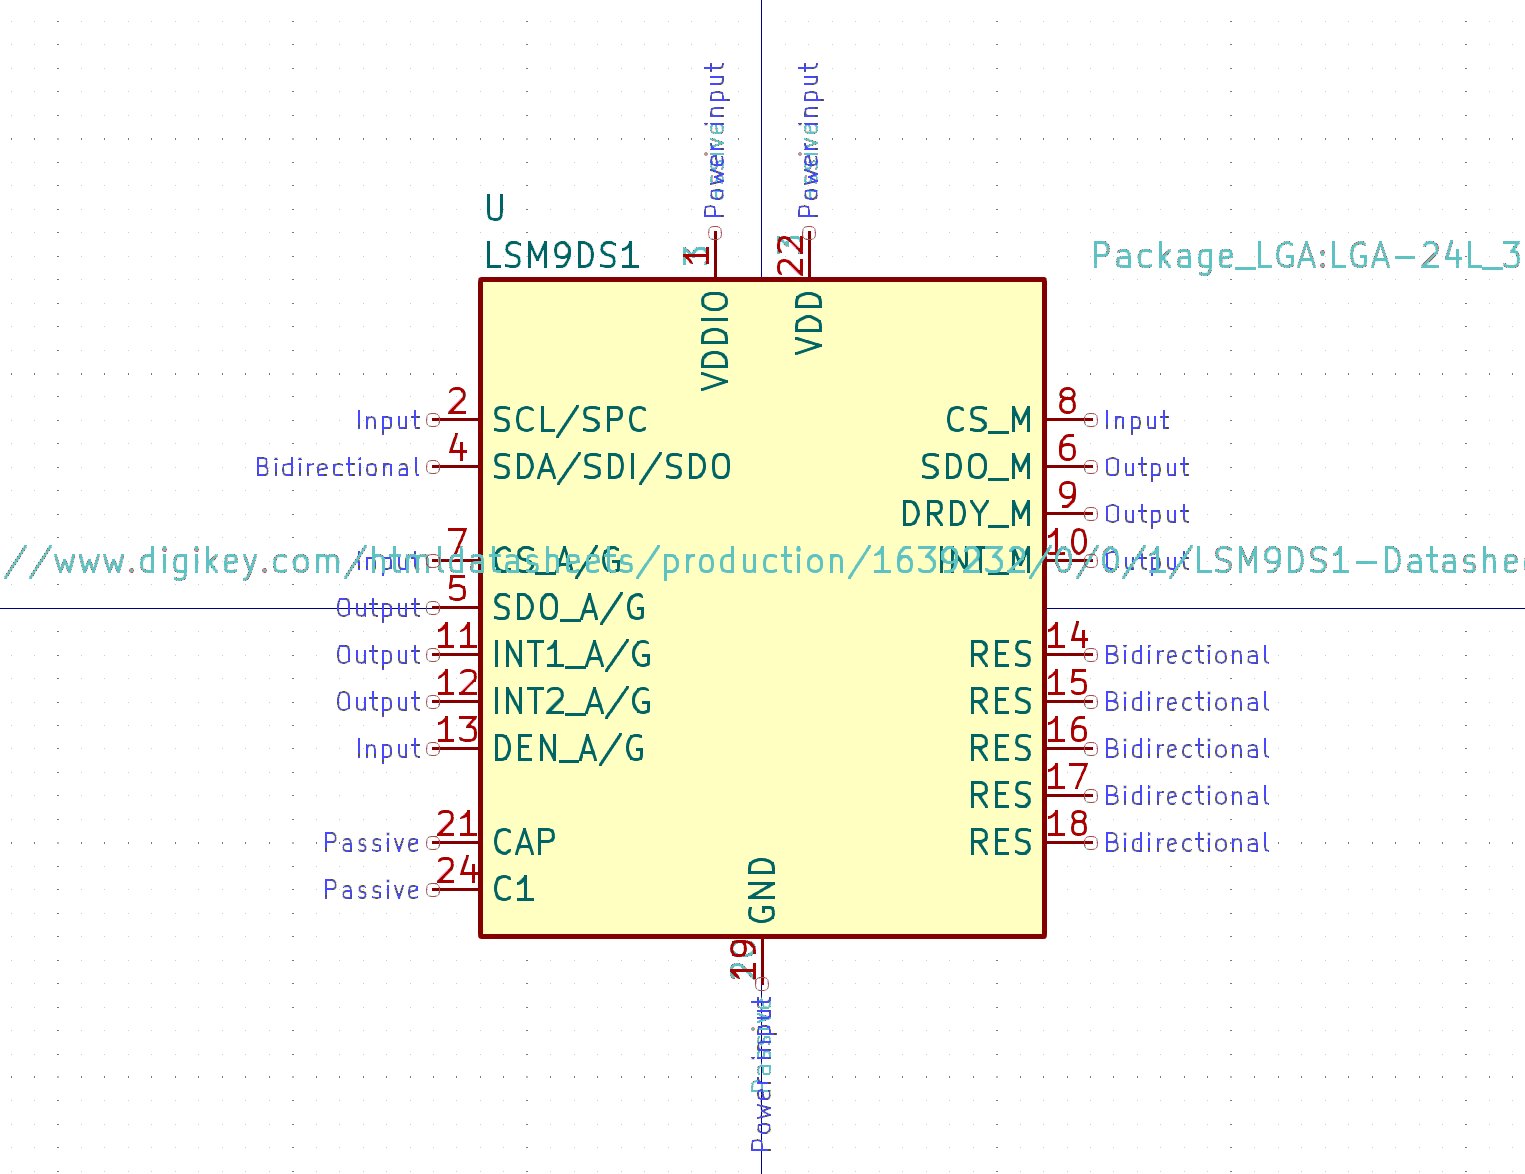 Power input
Power input
U
LSM9DS1
1
22
Package_LGA:LGA-24L_3
VDDIO
VDD
Input 2 SCL/SPC
CS_M 8 Input
Bidirectional 4 SDA/SDI/SDO
SDO_M 6 Output
DRDY_M 9 Output
Input 7 CS_A/G
INT_M 10 Output
//www.digikey.com/htmldatasheets/production/1639232/0/0/1/LSM9DS1-Datashe
Output 5 SDO_A/G
Output 11 INT1_A/G
RES 14 Bidirectional
Output 12 INT2_A/G
RES 15 Bidirectional
Input 13 DEN_A/G
RES 16 Bidirectional
RES 17 Bidirectional
Passive 21 CAP
RES 18 Bidirectional
Passive 24 C1
GND
19
Power input